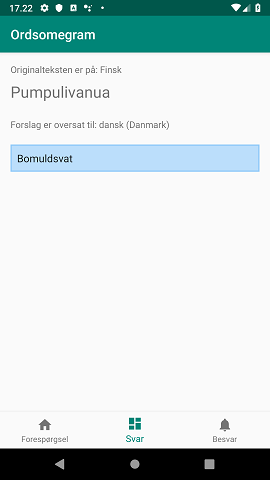 17.22
Ordsomegram
Originalteksten er på: Finsk
Pumpulivanua
Forslag er oversat til: dansk (Danmark)
Bomuldsvat
Forespørgsel
Svar
Besvar